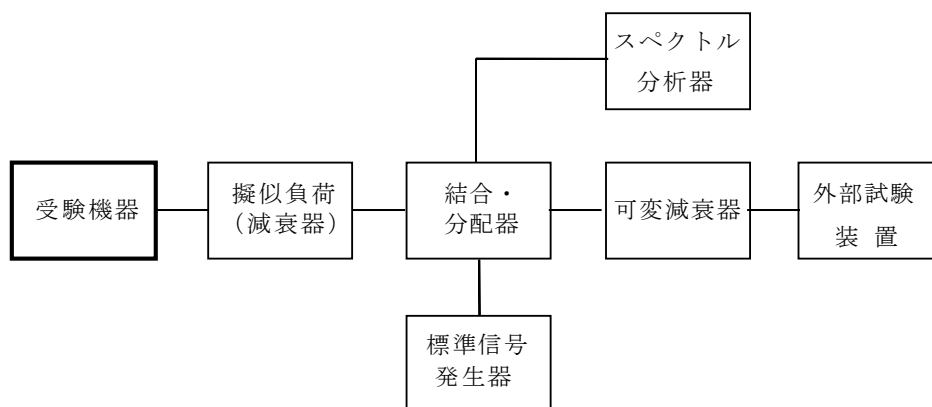 スペクトル
分析器
受験機器
擬似負荷
（減衰器）
結合・
分配器
可変減衰器
外部試験
装 置
標準信号
発生器